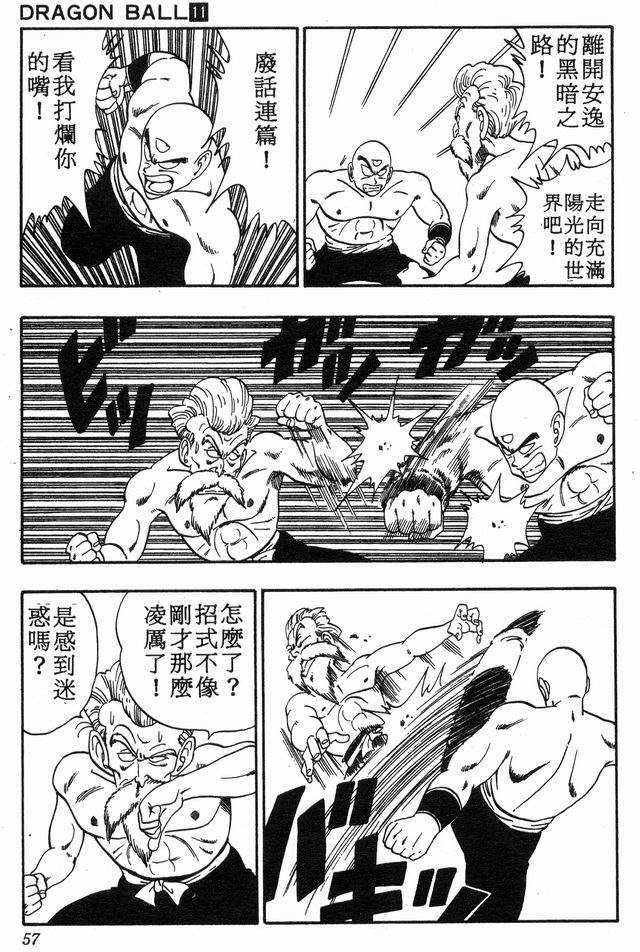 DRAGON BALL 11
離開安逸
的黑暗之
路！
走向充滿
陽光的世
界吧！
廢話連篇！
看我打爛你
的嘴！
ガッ
ガッ
ビッ
怎麼了？
招式不像
剛才那麼
凌厲了！
是感到迷
惑嗎？
バキッ
57